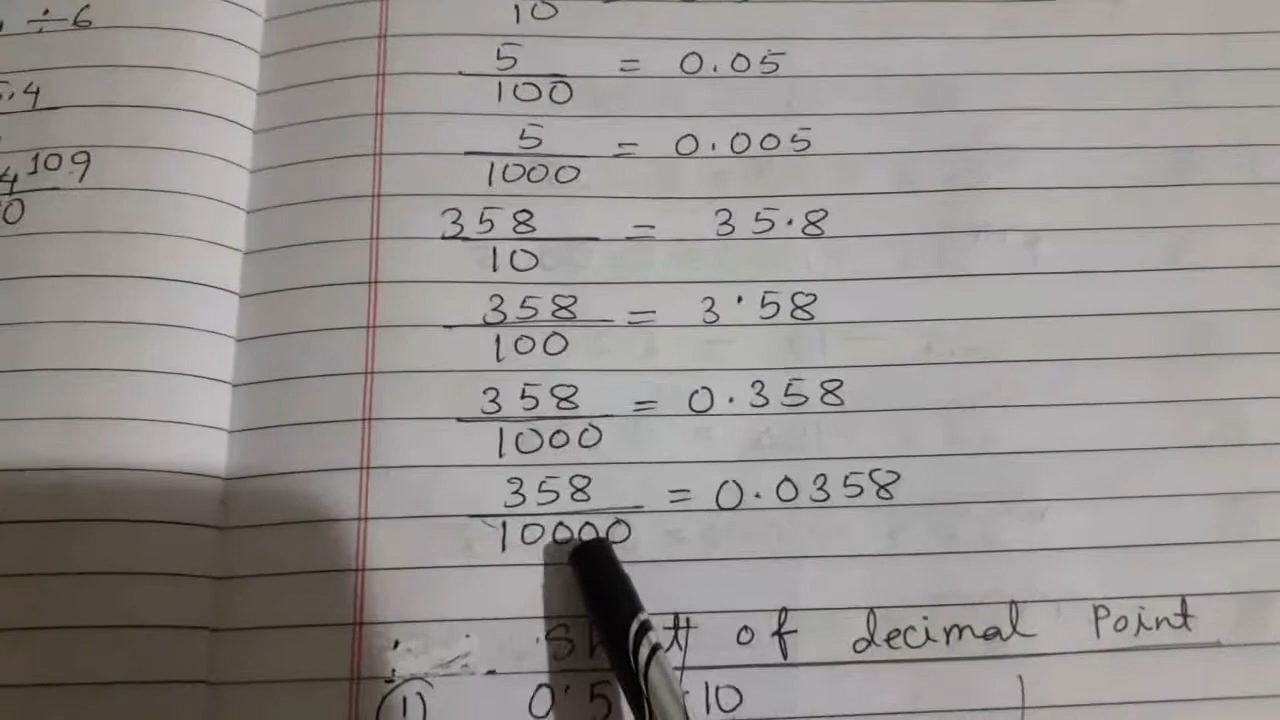 ÷6
5.4
109
0
10
5/100 = 0.05
5/1000 = 0.005
358/10 = 35.8
358/100 = 3.58
358/1000 = 0.358
358/10000 = 0.0358
of decimal Point
(1) 0.5 10